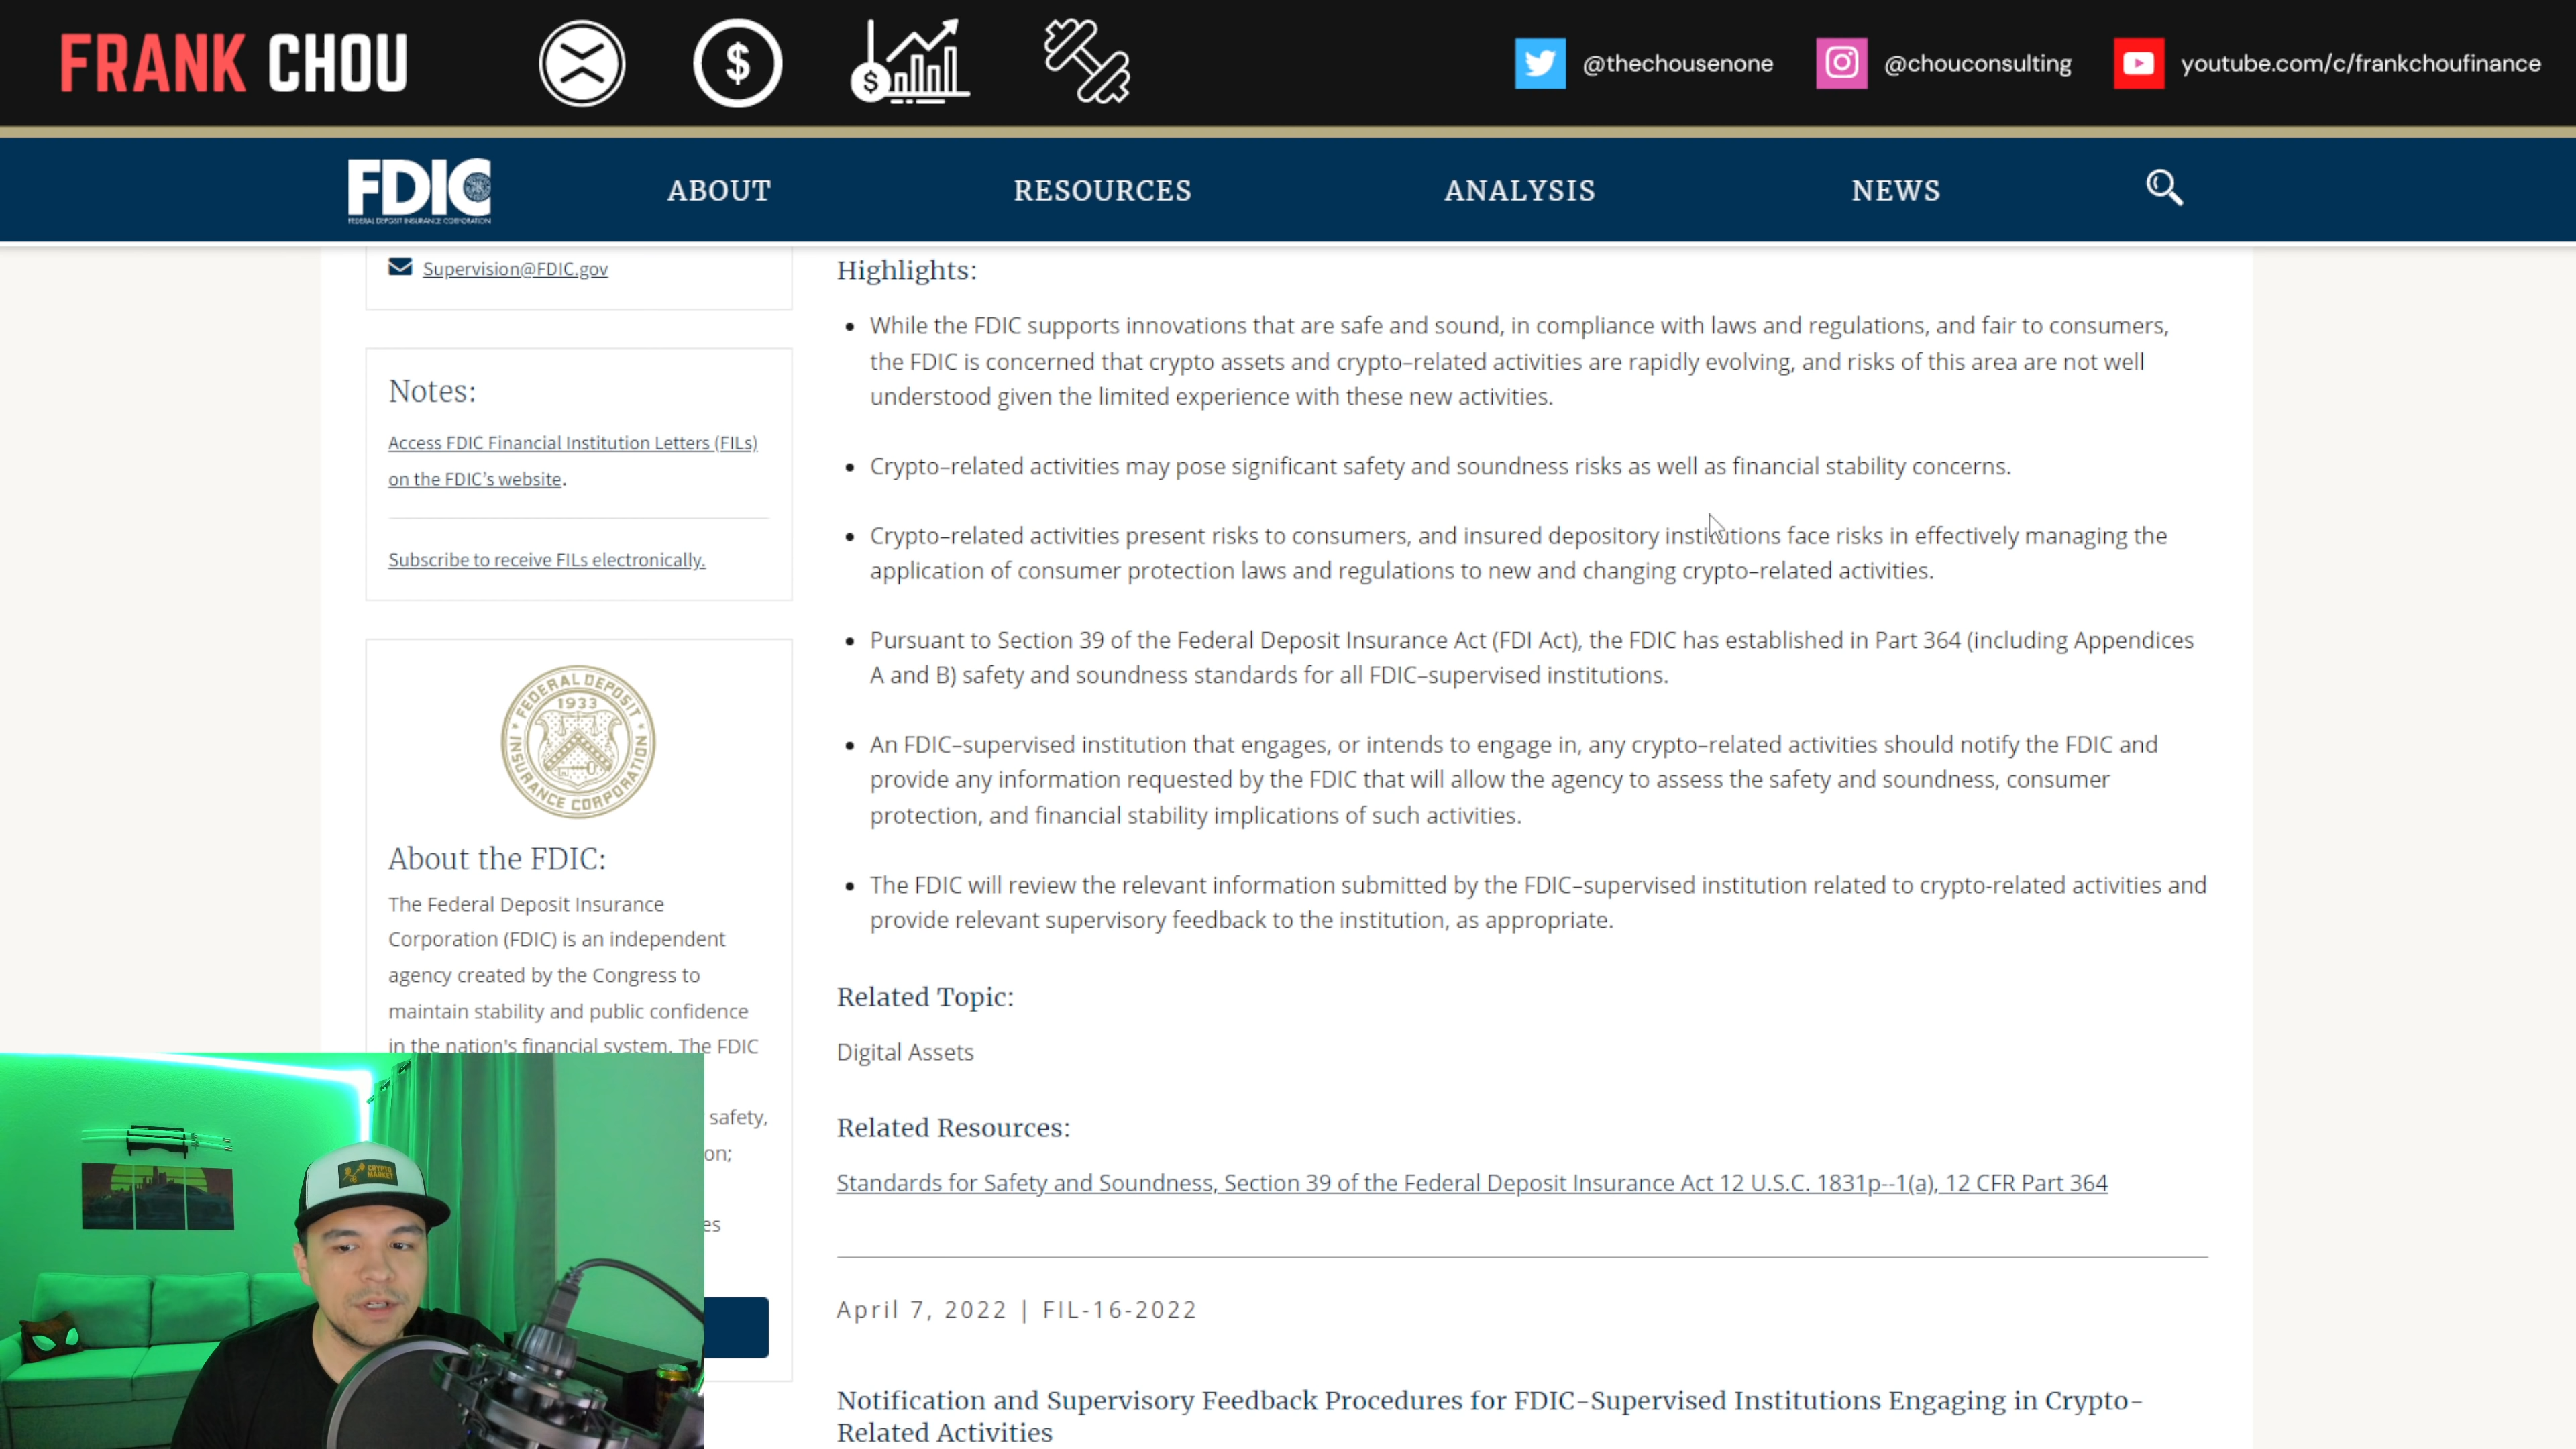 FRANK CHOU
@thechousenone
@chouconsulting
youtube.com/c/frankchoufinance
FDIC
FEDERAL DEPOSIT INSURANCE CORPORATION
ABOUT
RESOURCES
ANALYSIS
NEWS
Supervision@FDIC.gov
Notes:
Access FDIC Financial Institution Letters (FILs)
on the FDIC’s website.
Subscribe to receive FILs electronically.
FEDERAL DEPOSIT INSURANCE CORPORATION
1933
About the FDIC:
The Federal Deposit Insurance
Corporation (FDIC) is an independent
agency created by the Congress to
maintain stability and public confidence
in the nation's financial system. The FDIC
safety,
on;
es
Highlights:
• While the FDIC supports innovations that are safe and sound, in compliance with laws and regulations, and fair to consumers,
the FDIC is concerned that crypto assets and crypto–related activities are rapidly evolving, and risks of this area are not well
understood given the limited experience with these new activities.
• Crypto–related activities may pose significant safety and soundness risks as well as financial stability concerns.
• Crypto–related activities present risks to consumers, and insured depository institutions face risks in effectively managing the
application of consumer protection laws and regulations to new and changing crypto–related activities.
• Pursuant to Section 39 of the Federal Deposit Insurance Act (FDI Act), the FDIC has established in Part 364 (including Appendices
A and B) safety and soundness standards for all FDIC–supervised institutions.
• An FDIC–supervised institution that engages, or intends to engage in, any crypto–related activities should notify the FDIC and
provide any information requested by the FDIC that will allow the agency to assess the safety and soundness, consumer
protection, and financial stability implications of such activities.
• The FDIC will review the relevant information submitted by the FDIC–supervised institution related to crypto-related activities and
provide relevant supervisory feedback to the institution, as appropriate.
Related Topic:
Digital Assets
Related Resources:
Standards for Safety and Soundness, Section 39 of the Federal Deposit Insurance Act 12 U.S.C. 1831p--1(a), 12 CFR Part 364
April 7, 2022 | FIL-16-2022
Notification and Supervisory Feedback Procedures for FDIC-Supervised Institutions Engaging in Crypto-
Related Activities
CRYPTO
MARKET